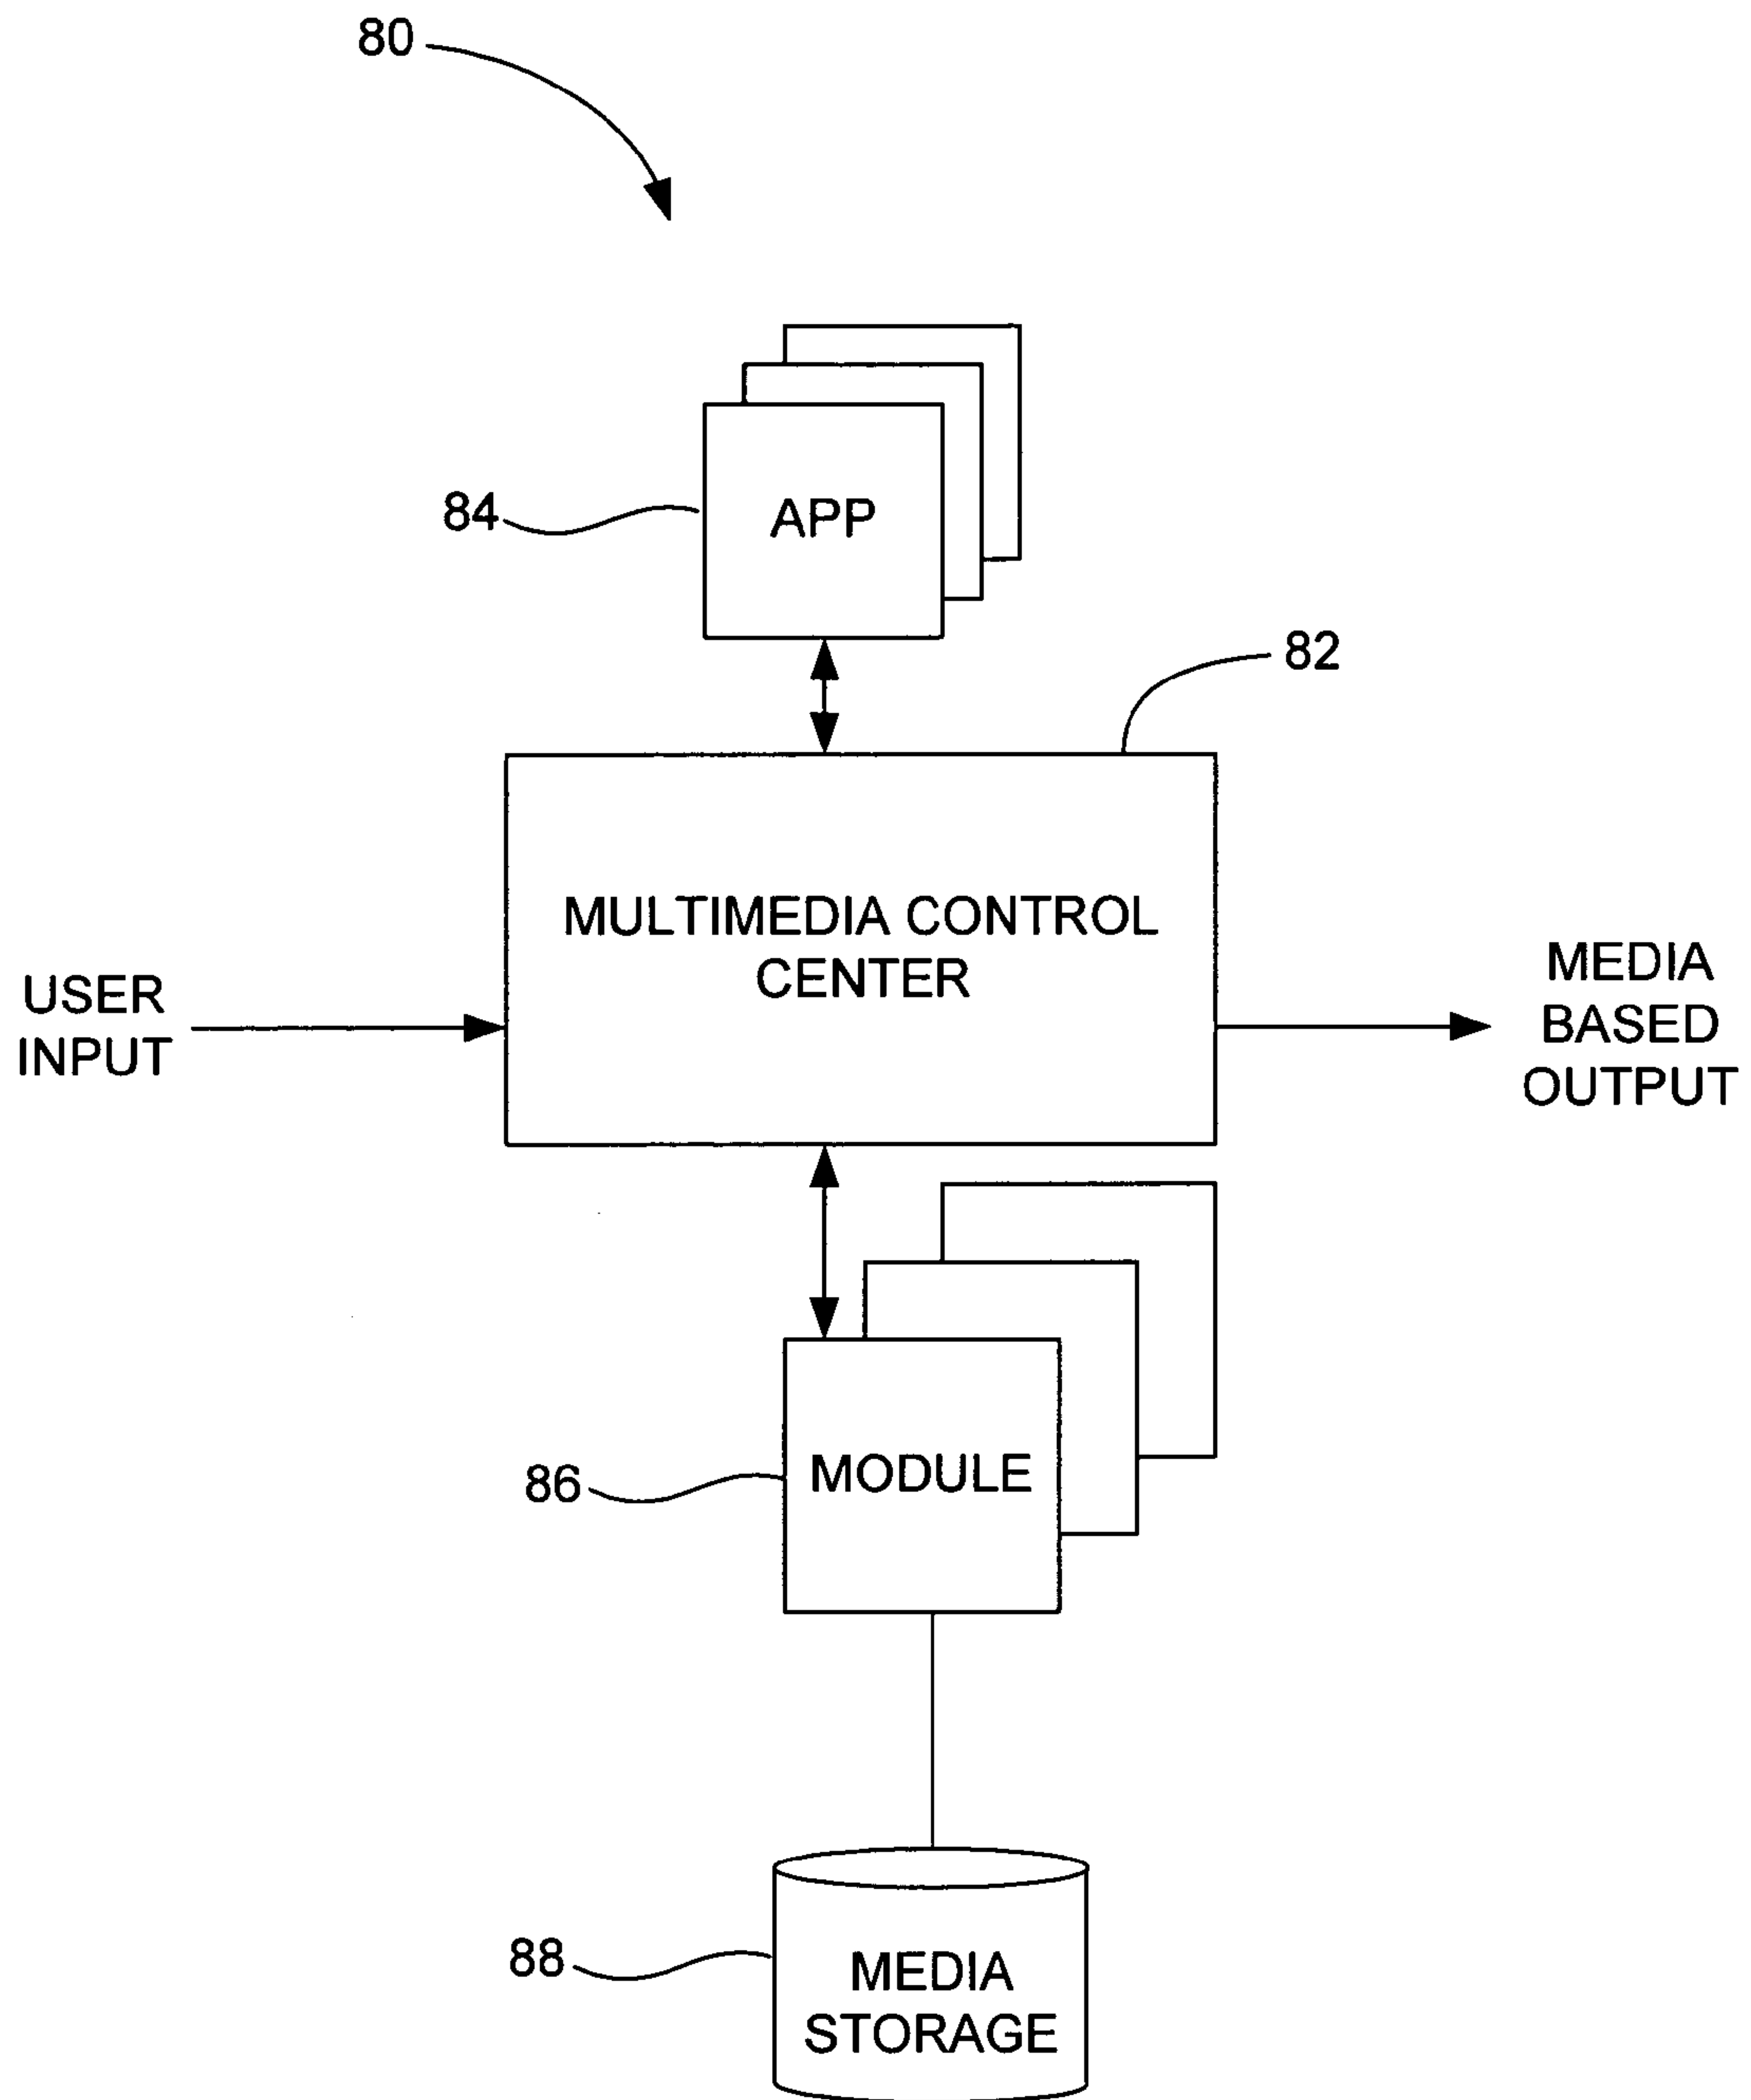 80
84
APP
82
MULTIMEDIA CONTROL
CENTER
USER
INPUT
MEDIA
BASED
OUTPUT
86
MODULE
88
MEDIA
STORAGE